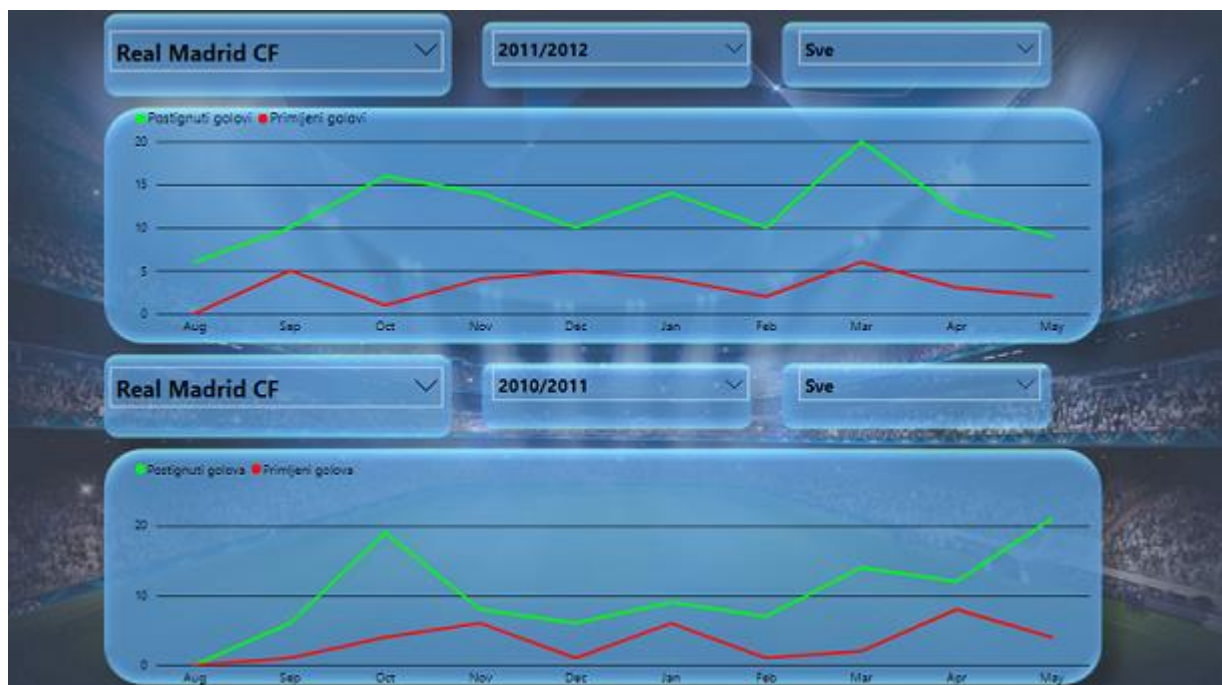 Real Madrid CF 2011/2012 Sve
Postignuti golovi Primljeni golovi
20
15
10
5
0
Aug Sep Oct Nov Dec Jan Feb Mar Apr May
Real Madrid CF 2010/2011 Sve
Postignuti golova Primljeni golova
20
10
0
Aug Sep Oct Nov Dec Jan Feb Mar Apr May